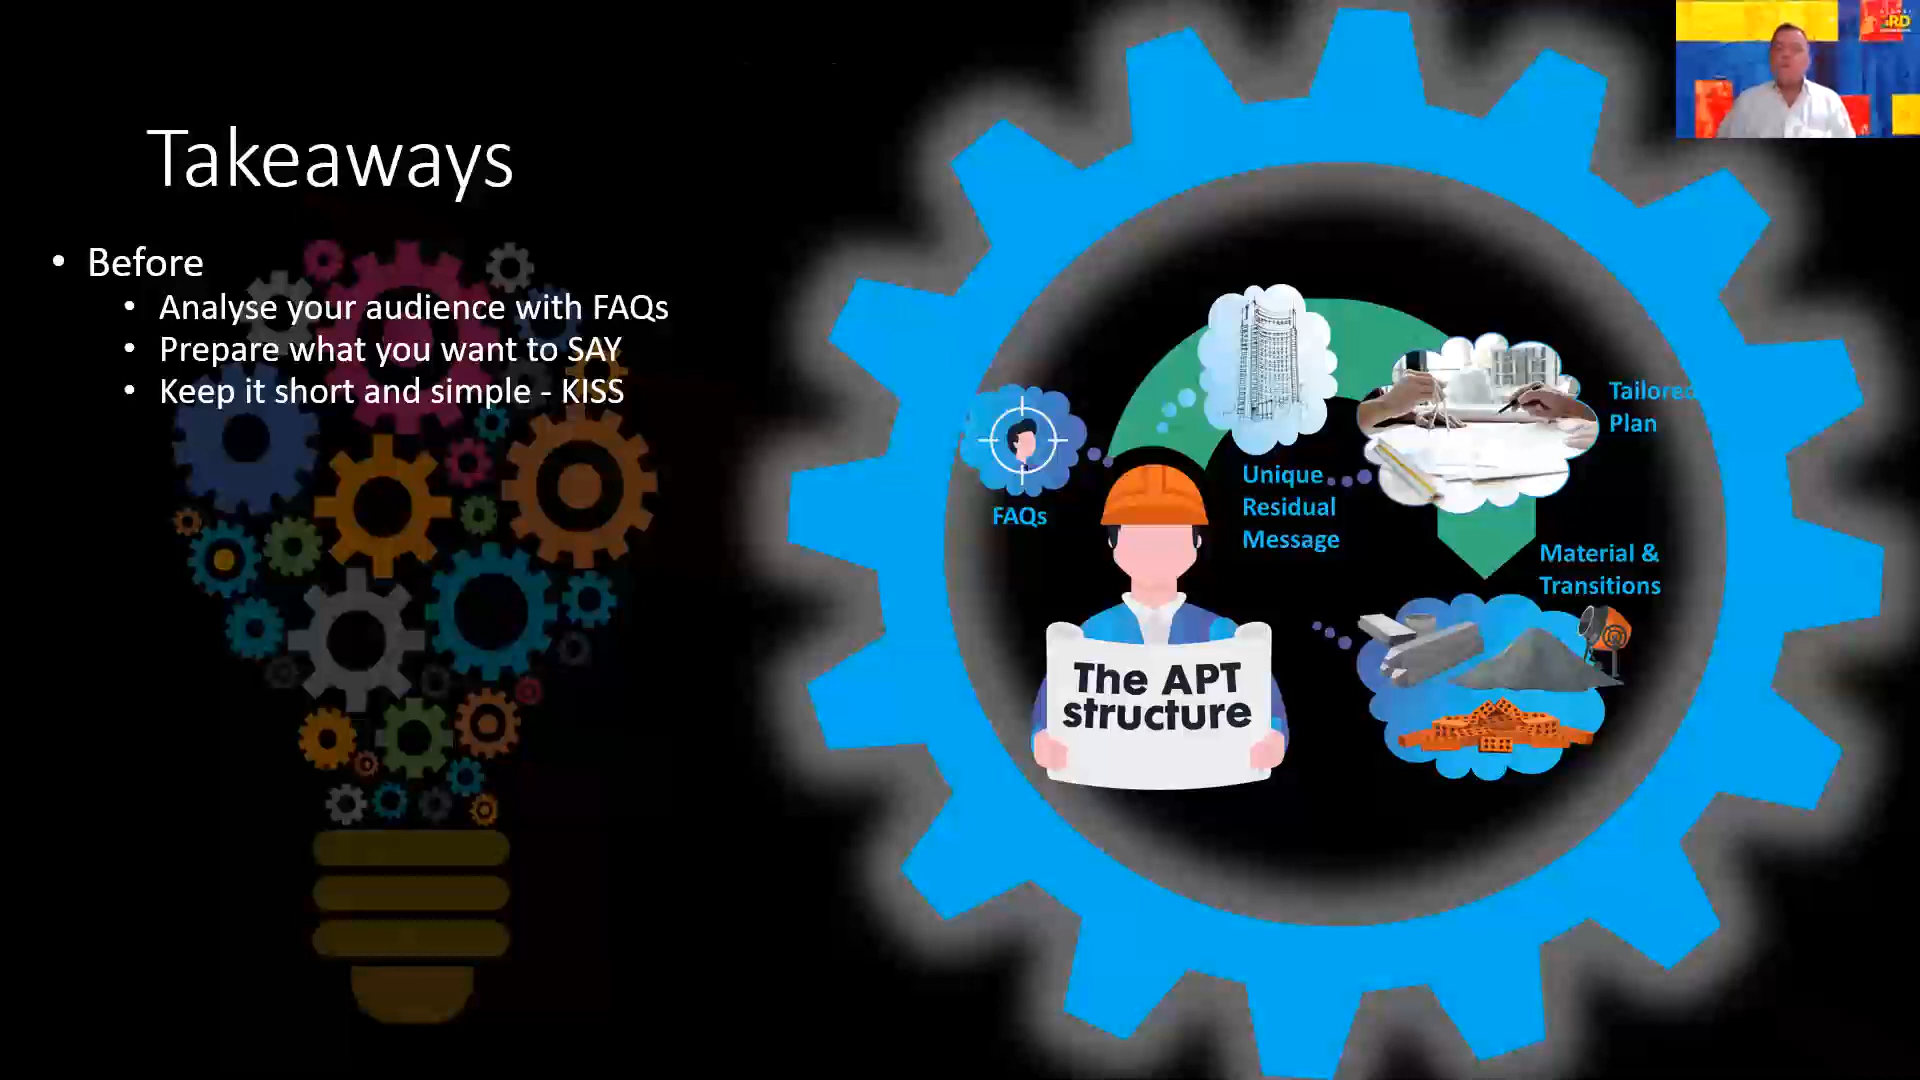 Takeaways
• Before
• Analyse your audience with FAQs
• Prepare what you want to SAY
• Keep it short and simple - KISS
FAQs
Unique
Residual
Message
Tailored
Plan
Material &
Transitions
The APT
structure